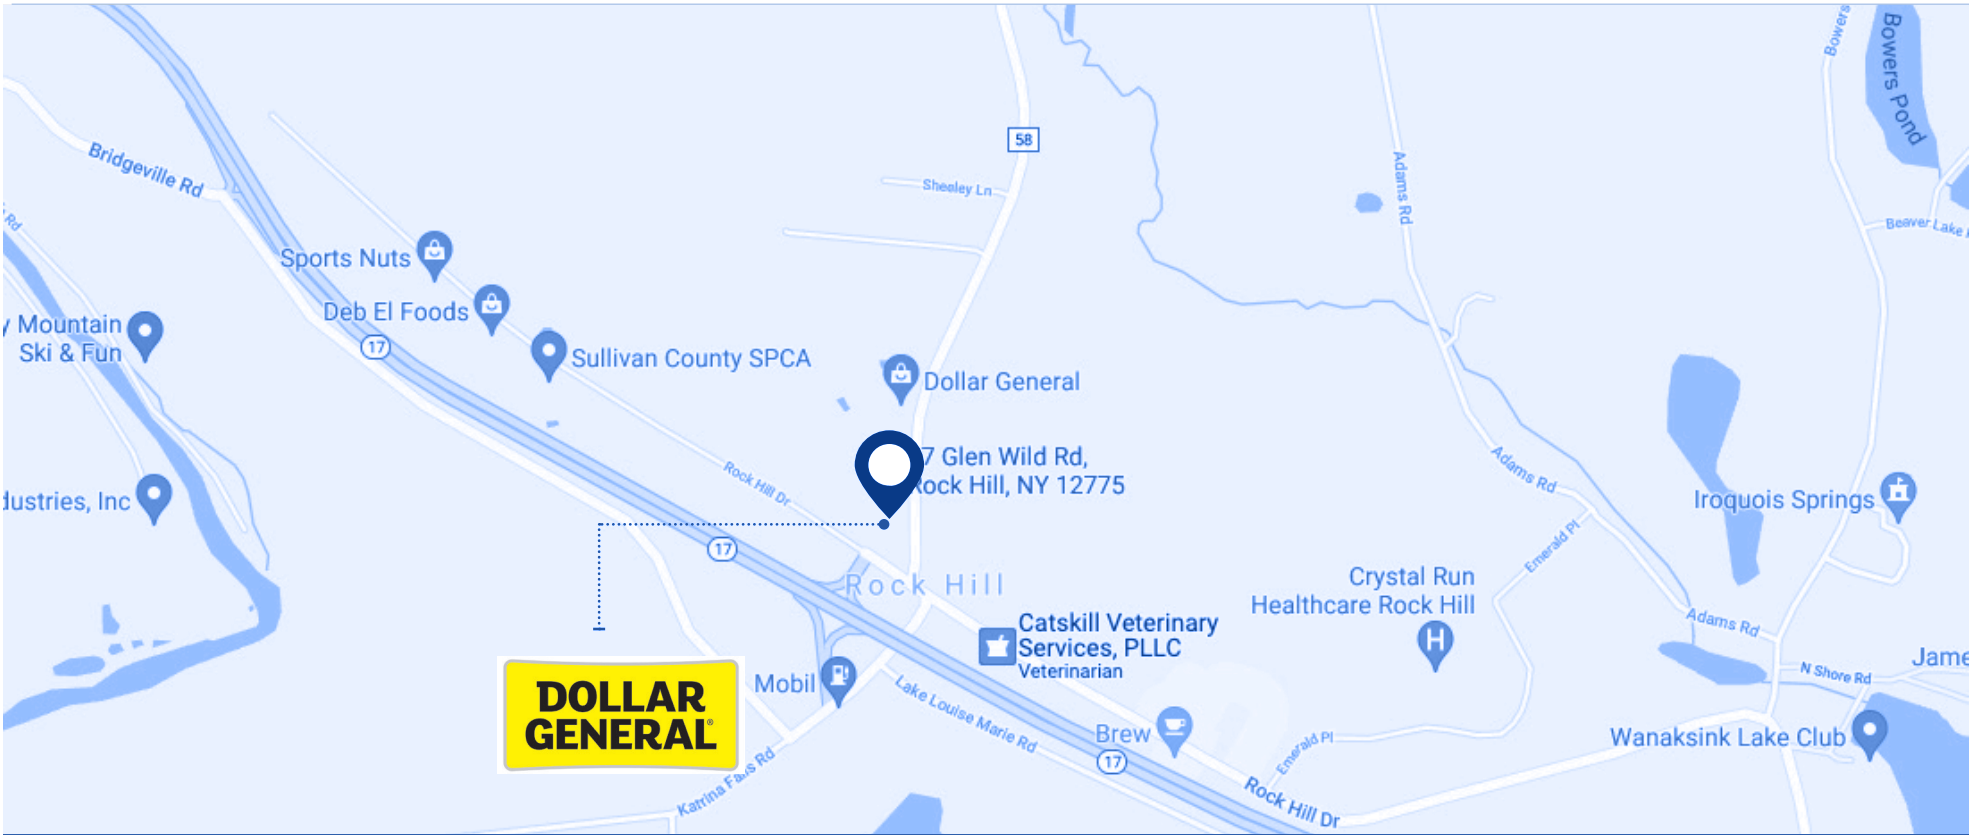 Bowers
Bowers Pond
58
Bridgeville Rd
Sheeley Ln
Adams Rd
Rd
Beaver Lake
Sports Nuts
Deb El Foods
17
y Mountain
Ski & Fun
Sullivan County SPCA
Dollar General
7 Glen Wild Rd,
Rock Hill, NY 12775
Rock Hill Dr
Adams Rd
dustries, Inc
Iroquois Springs
Emerald Pl
17
Rock Hill
Crystal Run
Healthcare Rock Hill
H
Catskill Veterinary
Services, PLLC
Veterinarian
Adams Rd
Jame
N Shore Rd
Mobil
DOLLAR
GENERAL®
Lake Louise Marie Rd
Brew
Emerald Pl
Wanaksink Lake Club
17
Katrina Falls Rd
Rock Hill Dr